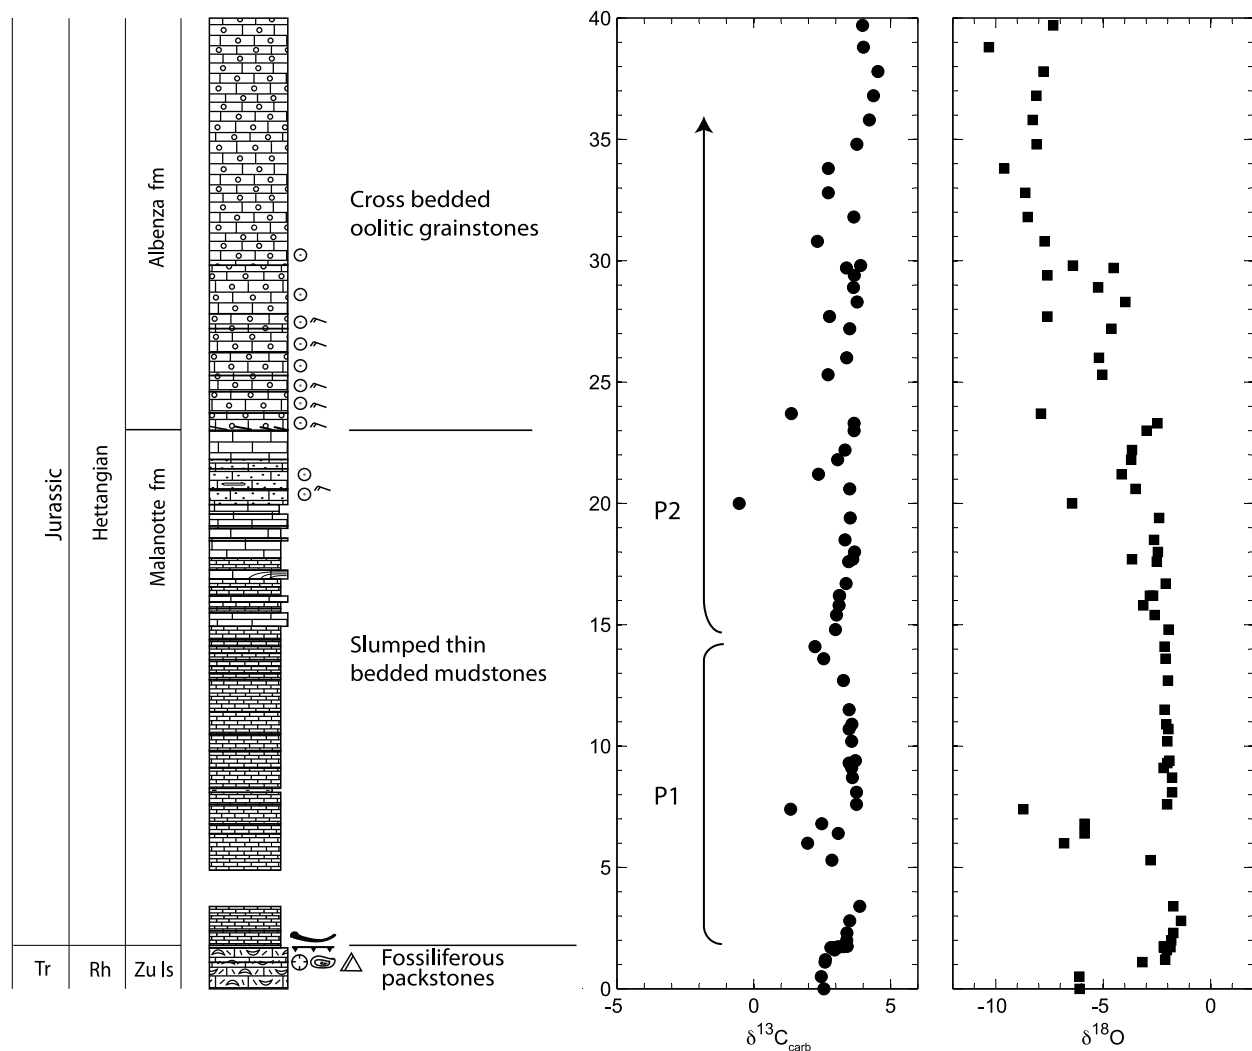 Jurassic
Hettangian
Albenza fm
Malanotte fm
Tr
Rh
Zu ls
Cross bedded
oolitic grainstones
Slumped thin
bedded mudstones
Fossiliferous
packstones
P2
P1
40
35
30
25
20
15
10
5
0
-5
0
5
δ13Ccarb
-10
-5
0
δ18O